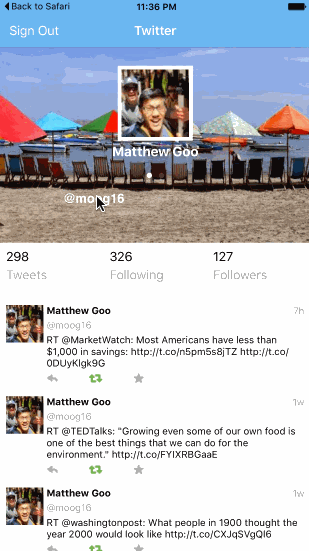 Back to Safari
11:36 PM
Sign Out
Twitter
Matthew Goo
@moog16
298
326
127
Tweets
Following
Followers
Matthew Goo
7h
@moog16
RT @MarketWatch: Most Americans have less than
$1,000 in savings: http://t.co/n5pm5s8jTZ http://t.co/
0DUyKlgk9G
Matthew Goo
1w
@moog16
RT @TEDTalks: "Growing even some of our own food is
one of the best things that we can do for the
environment." http://t.co/FYIXRBGaaE
Matthew Goo
1w
@moog16
RT @washingtonpost: What people in 1900 thought the
year 2000 would look like http://t.co/CXJqSVgQI6